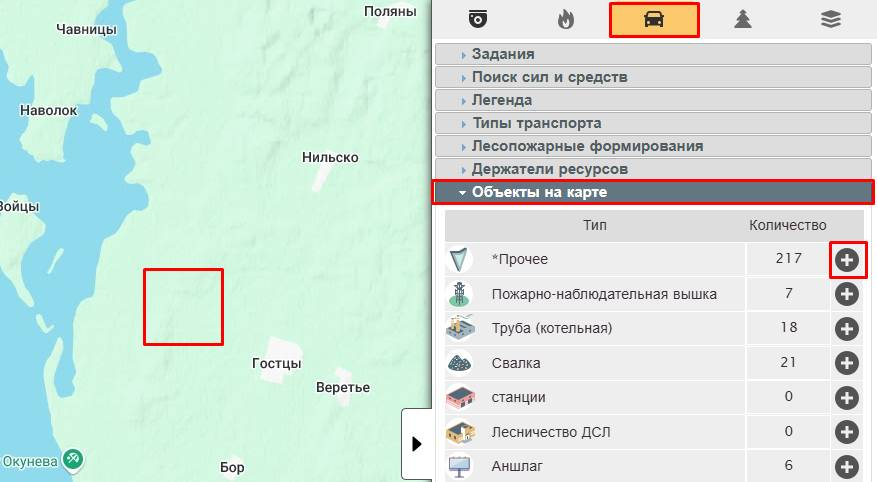 Поляны
Чавницы
Наволок
Нильско
Войцы
Гостцы
Веретье
Окунева
Бор
Задания
Поиск сил и средств
Легенда
Типы транспорта
Лесопожарные формирования
Держатели ресурсов
Объекты на карте
Тип Количество
*Прочее 217
Пожарно-наблюдательная вышка 7
Труба (котельная) 18
Свалка 21
станции 0
Лесничество ДСЛ 0
Аншлаг 6